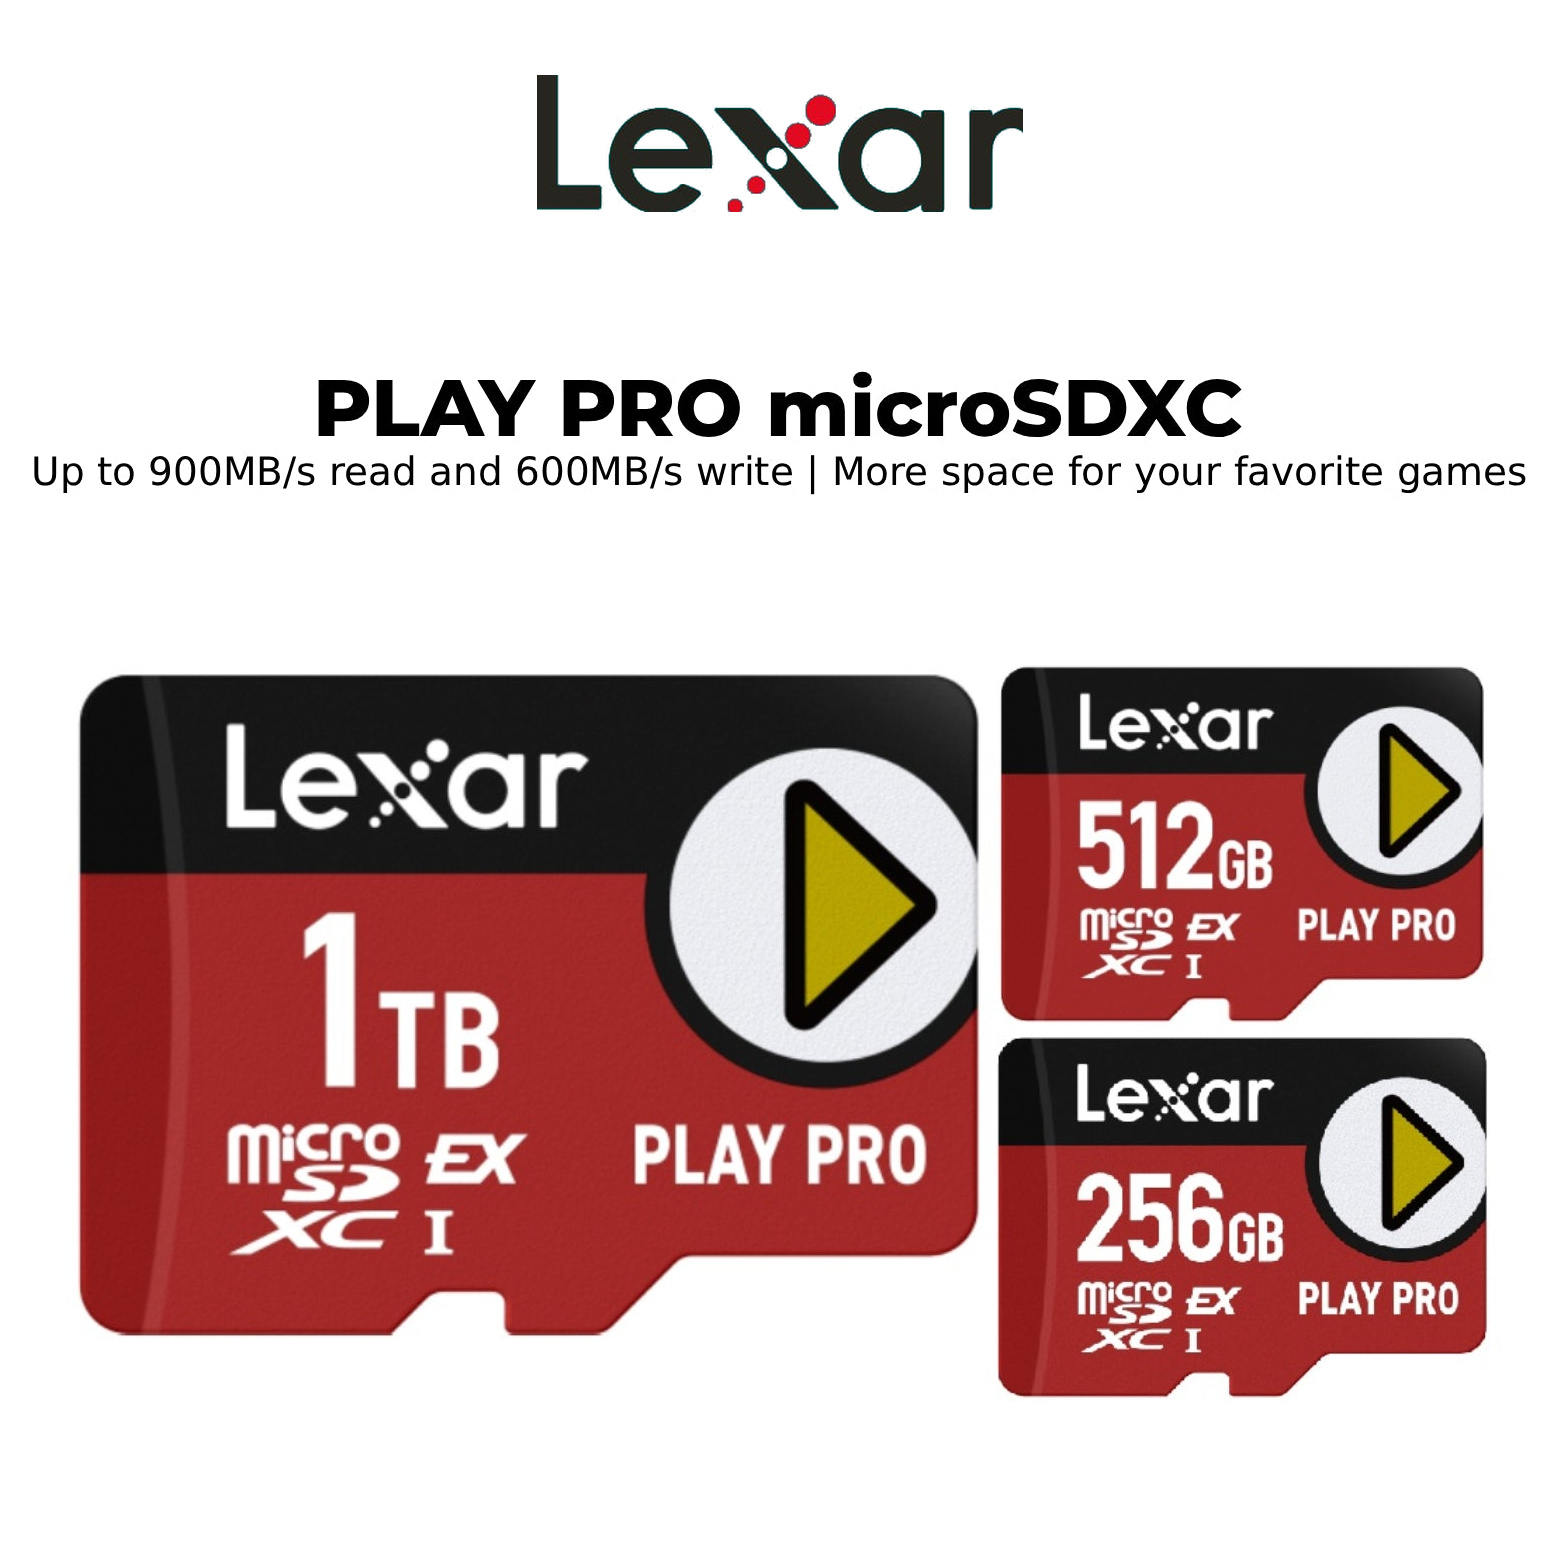 Lexar
PLAY PRO microSDXC
Up to 900MB/s read and 600MB/s write | More space for your favorite games
Lexar
1TB
micro SD XC I EX
PLAY PRO
Lexar
512GB
micro SD XC I EX
PLAY PRO
Lexar
256GB
micro SD XC I EX
PLAY PRO